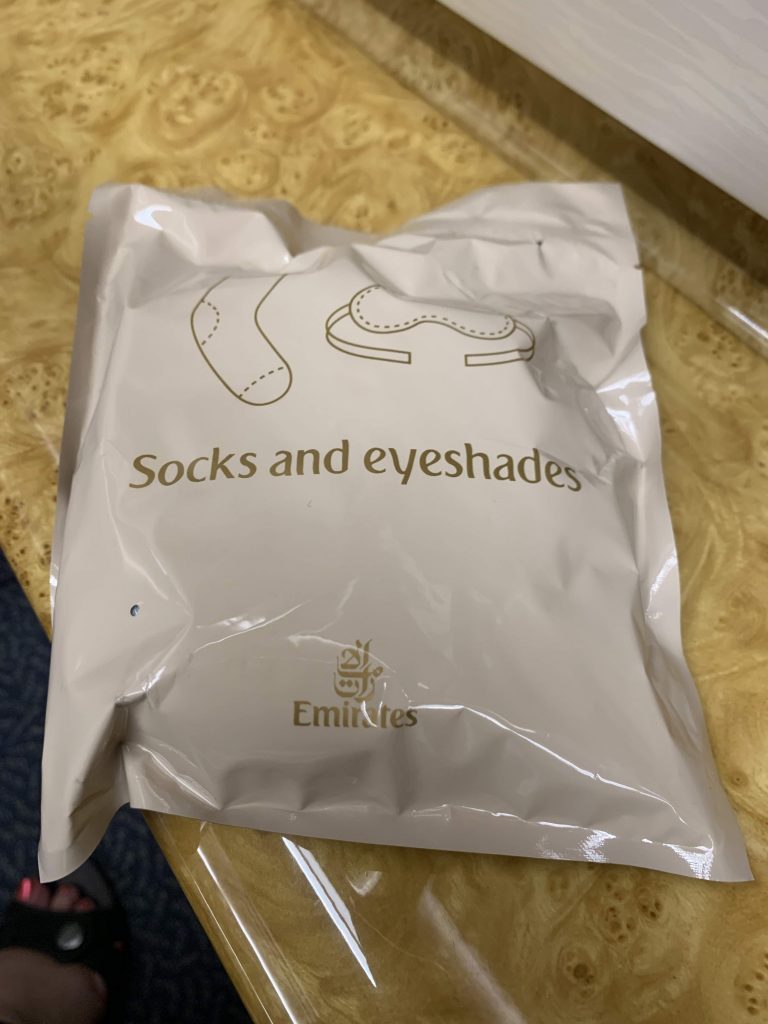 Socks and eyeshades
Emirates